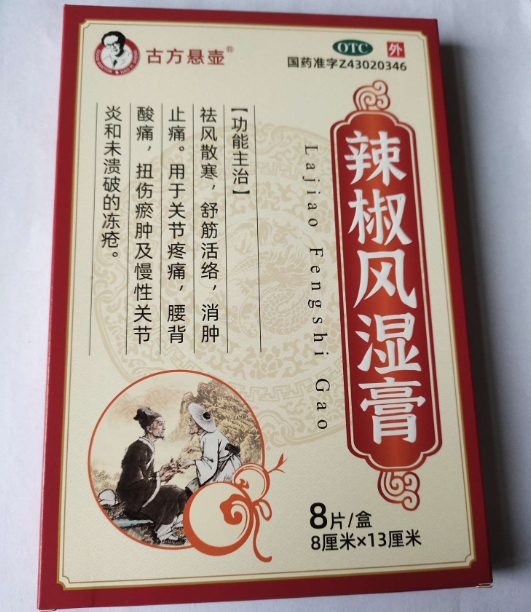 古方悬壶®
OTC
外
国药准字Z43020346
辣椒风湿膏
Lajiao Fengshi Gao
【功能主治】
祛风散寒，舒筋活络，消肿
止痛。用于关节疼痛，腰背
酸痛，扭伤瘀肿及慢性关节
炎和未溃破的冻疮。
8片/盒
8厘米×13厘米